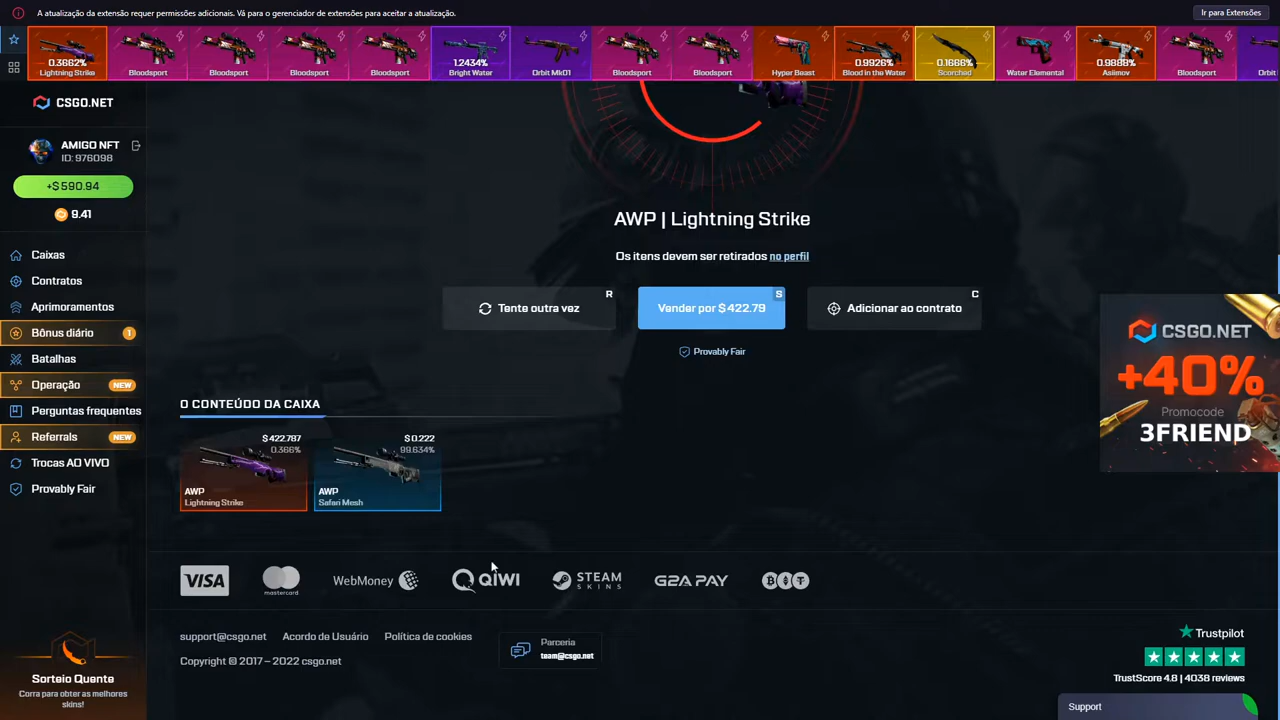 A atualização da extensão requer permissões adicionais. Vá para o gerenciador de extensões para aceitar a atualização.
Ir para Extensões
0.3662%
Lightning Strike
Bloodsport
Bloodsport
Bloodsport
Bloodsport
1.2434%
Bright Water
Orbit Mk01
Bloodsport
Bloodsport
Hyper Beast
0.9926%
Blood in the Water
0.1666%
Scorched
Water Elemental
0.9888%
Asiimov
Bloodsport
Orbit
CSGO.NET
AMIGO NFT
ID: 976098
+$ 590.94
9.41
Caixas
Contratos
Aprimoramentos
Bônus diário 1
Batalhas
Operação NEW
Perguntas frequentes
Referrals NEW
Trocas AO VIVO
Provably Fair
Sorteio Quente
Corra para obter as melhores
skins!
AWP | Lightning Strike
Os itens devem ser retirados no perfil
Tente outra vez R
Vender por $ 422.79 S
Adicionar ao contrato C
Provably Fair
O CONTEÚDO DA CAIXA
$ 422.787
0.366%
AWP
Lightning Strike
$ 0.222
99.634%
AWP
Safari Mesh
CSGO.NET
+40%
Promocode
3FRIEND
VISA
mastercard
WebMoney
QIWI
STEAM
SKINS
G2A PAY
support@csgo.net
Acordo de Usuário
Política de cookies
Parceria
team@csgo.net
Copyright © 2017 – 2022 csgo.net
Trustpilot
TrustScore 4.8 | 4038 reviews
Support